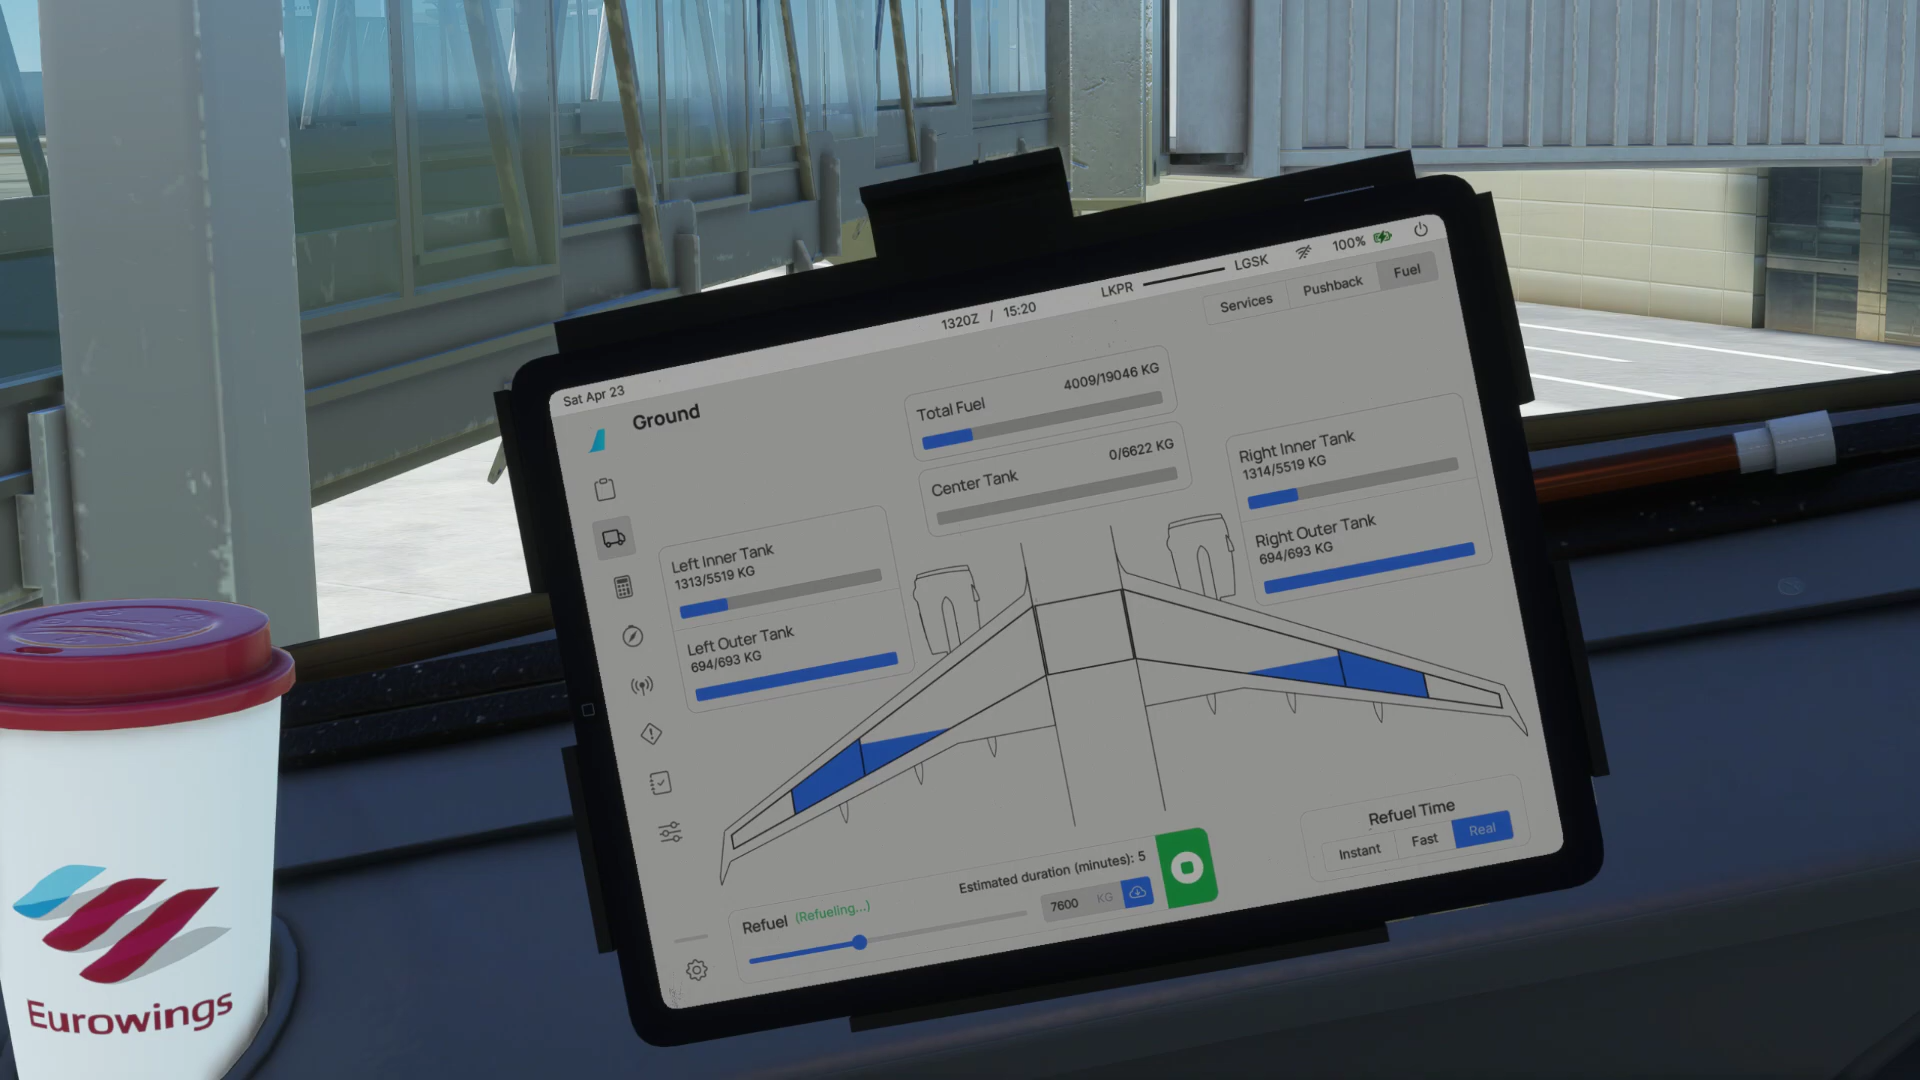 Sat Apr 23
1320Z / 15:20
LKPR
LGSK
100%
Ground
Services
Pushback
Fuel
Total Fuel
4009/19046 KG
Center Tank
0/6622 KG
Left Inner Tank
1313/5519 KG
Left Outer Tank
694/693 KG
Right Inner Tank
1314/5519 KG
Right Outer Tank
694/693 KG
Refuel (Refueling...)
Estimated duration (minutes): 5
7600 KG
Refuel Time
Instant
Fast
Real
Eurowings